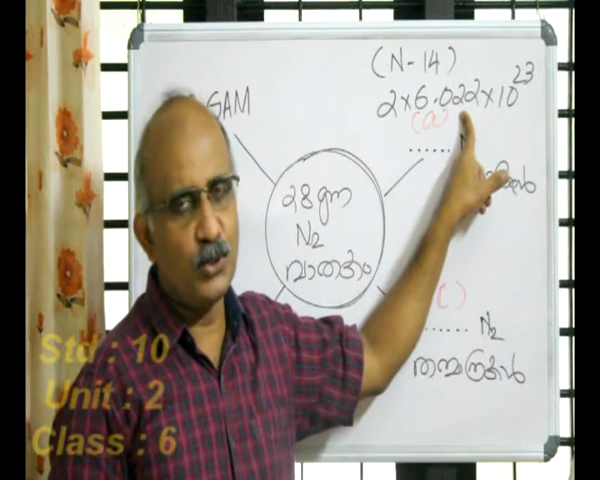 (N-14)
2×6.022×10²³
GAM
(a)
28 ഗ്രാം
N₂
വാതകം
( )
....... N₂
തന്മാത്രകൾ
Std : 10
Unit : 2
Class : 6